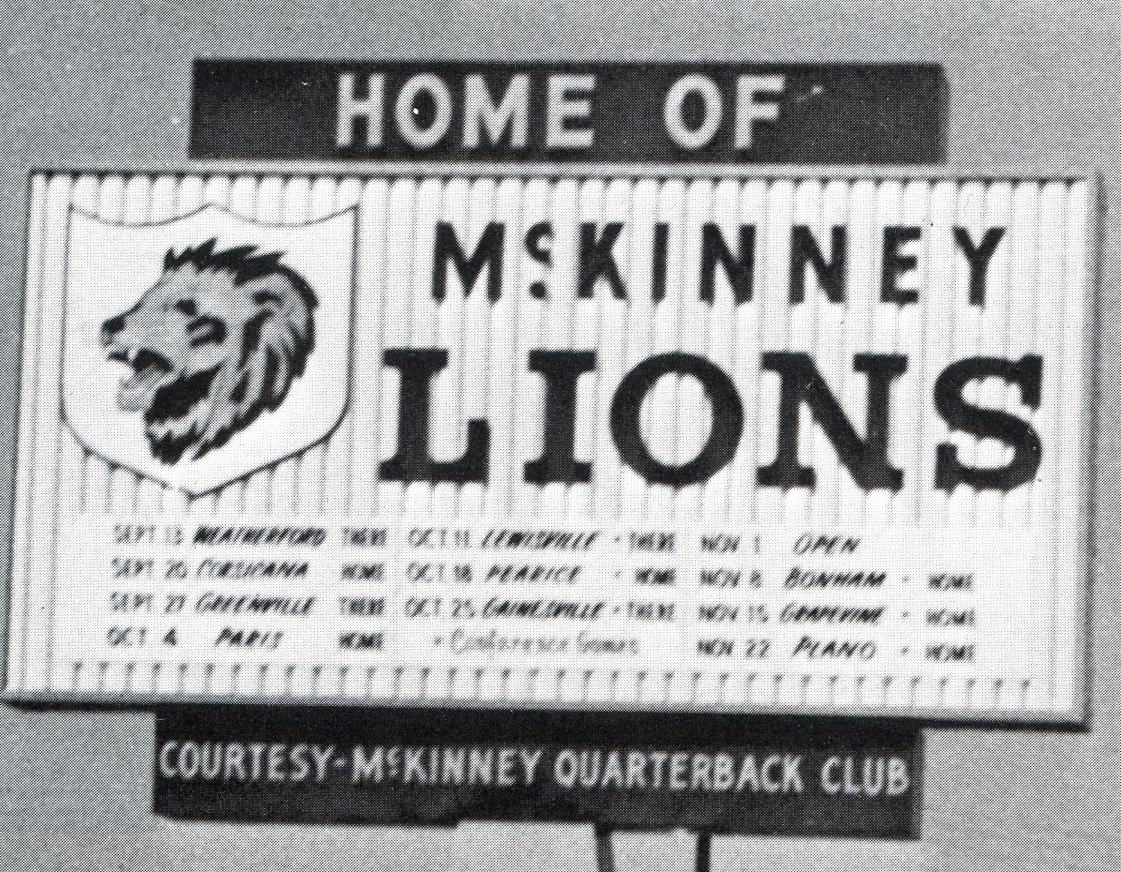 HOME OF
McKINNEY
LIONS
SEPT 13 WEATHERFORD THERE
SEPT 20 CORSICANA HOME
SEPT 27 GREENVILLE THERE
OCT 4 PARIS HOME
OCT 11 LEWISVILLE * THERE
OCT 18 PEARICE * HOME
OCT 25 GAINESVILLE * THERE
* Conference Games
NOV 1 OPEN
NOV 8 BONHAM * HOME
NOV 15 GRAPEVINE * HOME
NOV 22 PLANO * HOME
COURTESY-McKINNEY QUARTERBACK CLUB